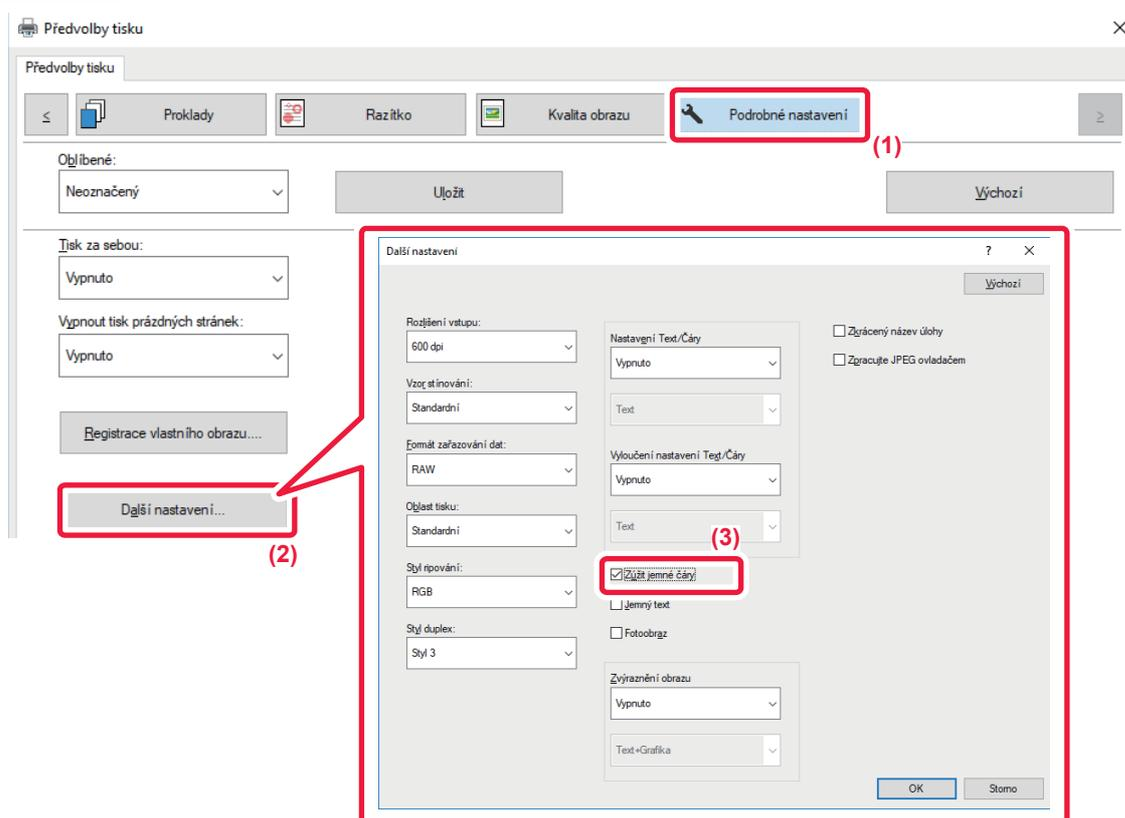 Předvolby tisku
Předvolby tisku
< Proklady Razítko Kvalita obrazu Podrobné nastavení >
(1)
Oblíbené:
Neoznačený
Uložit
Výchozí
Tisk za sebou:
Vypnuto
Vypnout tisk prázdných stránek:
Vypnuto
Registrace vlastního obrazu....
Další nastavení...
(2)
Další nastavení
?
Výchozí
Rozlišení vstupu:
600 dpi
Vzor stínování:
Standardní
Formát zařazování dat:
RAW
Oblast tisku:
Standardní
Styl ripování:
RGB
Styl duplex:
Styl 3
Nastavení Text/Čáry
Vypnuto
Text
Vyloučení nastavení Text/Čáry
Vypnuto
Text
(3)
Zúžit jemné čáry
Jemný text
Fotoobraz
Zvýraznění obrazu
Vypnuto
Text+Grafika
Zkrácený název úlohy
Zpracujte JPEG ovladačem
OK
Storno